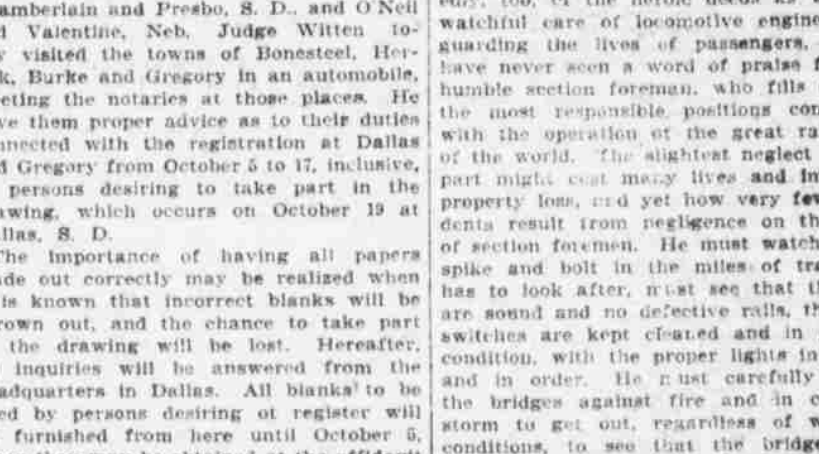 amberlain and Presbo, S. D., and O'Neil
d Valentine, Neb. Judge Witten to-
y visited the towns of Bonesteel, Her-
k, Burke and Gregory in an automobile,
eting the notaries at those places. He
ve them proper advice as to their duties
nnected with the registration at Dallas
d Gregory from October 5 to 17, inclusive,
persons desiring to take part in the
awing, which occurs on October 19 at
llas, S. D.
The importance of having all papers
de out correctly may be realized when
is known that incorrect blanks will be
rown out, and the chance to take part
the drawing will be lost. Hereafter,
inquiries will be answered from the
adquarters in Dallas. All blanks to be
ed by persons desiring ot register will
furnished from here until October 5,
watchful care of locomotive engine
guarding the lives of passengers,
have never seen a word of praise f
humble section foreman, who fills
the most responsible positions con
with the operation of the great ra
of the world. The slightest neglect
part might cost many lives and im
property loss, and yet how very few
dents result from negligence on th
of section foremen. He must watch
spike and bolt in the miles of tra
has to look after, must see that th
are sound and no defective rails, th
switches are kept cleared and in
condition, with the proper lights in
and in order. He must carefully
the bridges against fire and in c
storm to get out, regardless of w
conditions, to see that the bridge